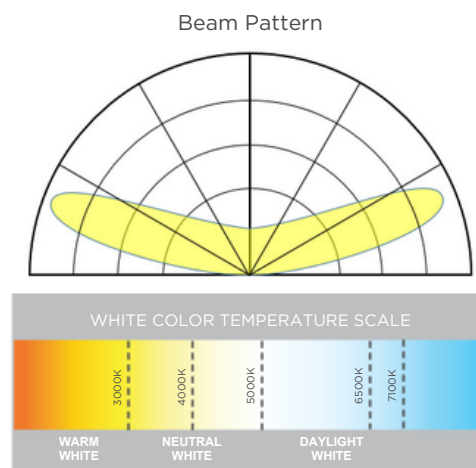 Beam Pattern
WHITE COLOR TEMPERATURE SCALE
3000K
4000K
5000K
6500K
7100K
WARM
WHITE
NEUTRAL
WHITE
DAYLIGHT
WHITE